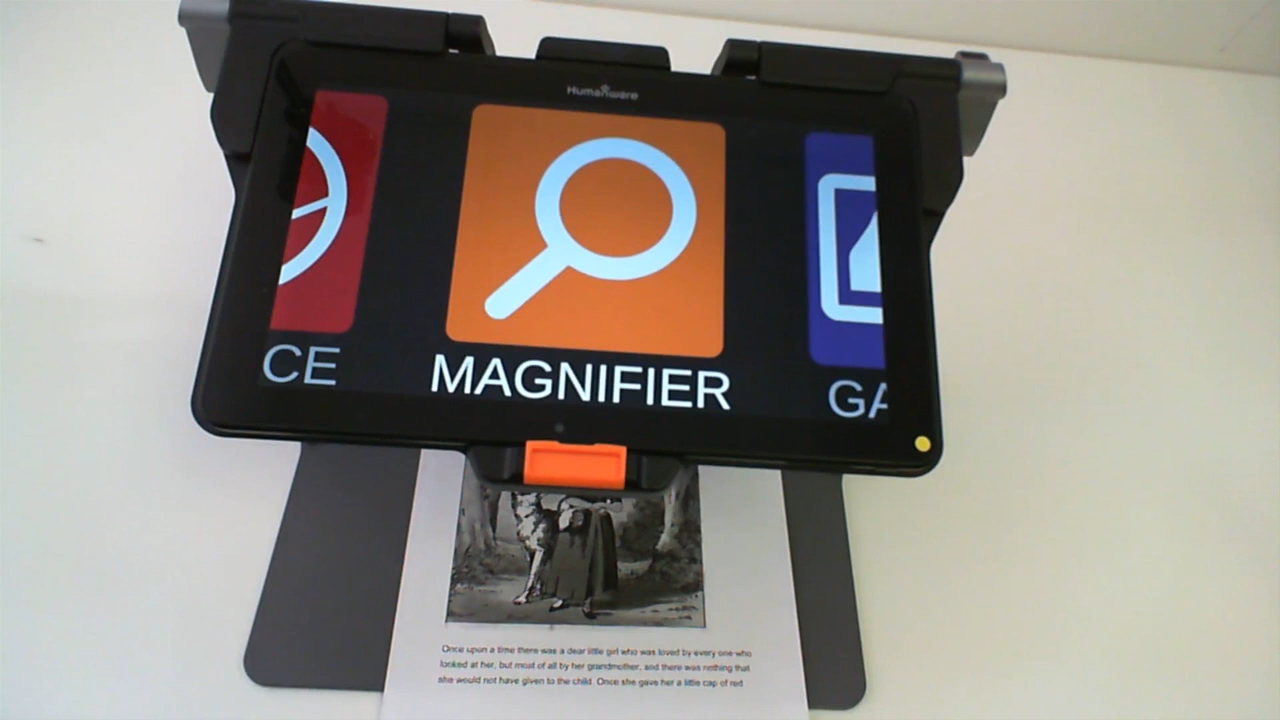 Humanware
CE
MAGNIFIER
GA
Once upon a time there was a dear little girl who was loved by every one who
looked at her, but most of all by her grandmother, and there was nothing that
she would not have given to the child. Once she gave her a little cap of red